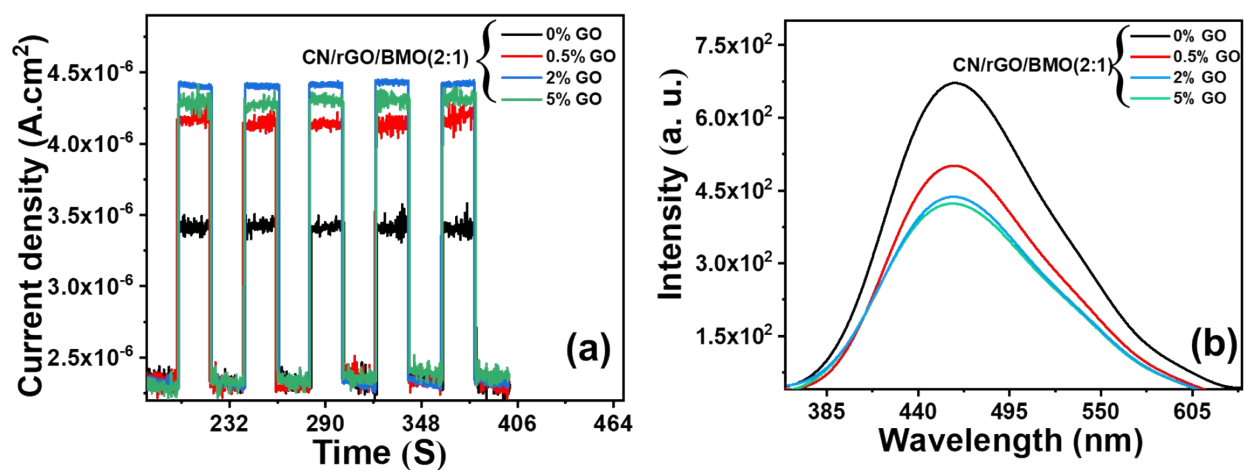 Current density (A.cm²)
4.5x10⁻⁶
4.0x10⁻⁶
3.5x10⁻⁶
3.0x10⁻⁶
2.5x10⁻⁶
CN/rGO/BMO(2:1)
0% GO
0.5% GO
2% GO
5% GO
(a)
232 290 348 406 464
Time (S)
Intensity (a. u.)
7.5x10²
6.0x10²
4.5x10²
3.0x10²
1.5x10²
CN/rGO/BMO(2:1)
0% GO
0.5% GO
2% GO
5% GO
(b)
385 440 495 550 605
Wavelength (nm)